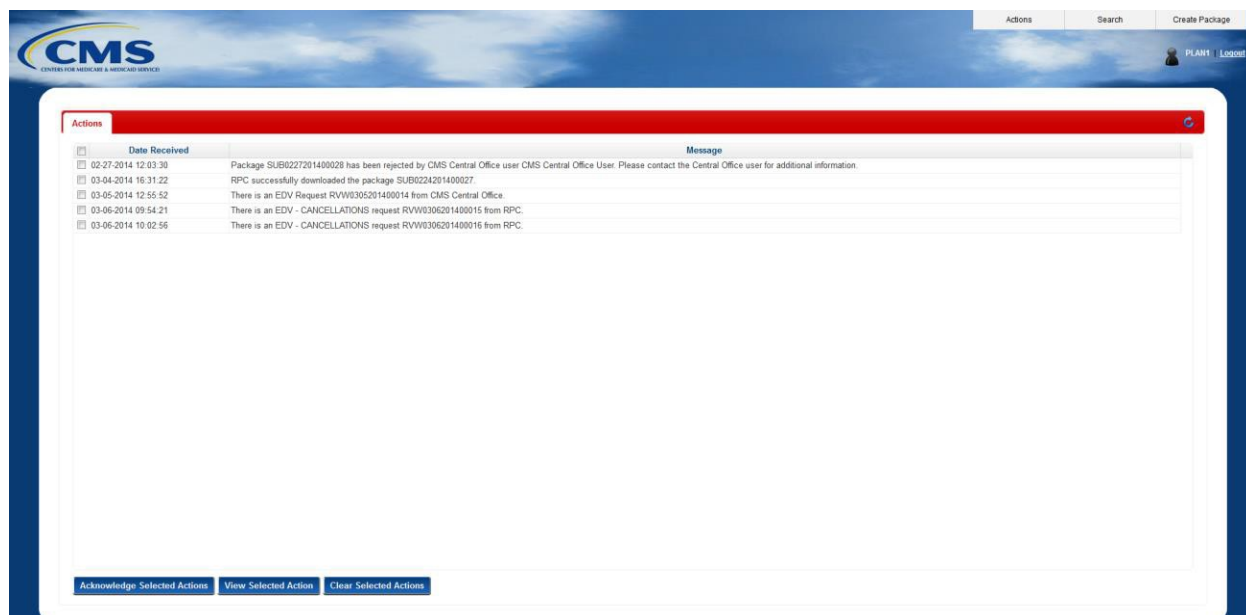 Actions Search Create Package
CMS
CENTERS FOR MEDICARE & MEDICAID SERVICES
PLAN1 | Logout
Actions
Date Received Message
02-27-2014 12:03:30 Package SUB0227201400028 has been rejected by CMS Central Office user CMS Central Office User. Please contact the Central Office user for additional information.
03-04-2014 16:31:22 RPC successfully downloaded the package SUB0224201400027.
03-05-2014 12:55:52 There is an EDV Request RVW0305201400014 from CMS Central Office.
03-06-2014 09:54:21 There is an EDV - CANCELLATIONS request RVW0306201400015 from RPC.
03-06-2014 10:02:56 There is an EDV - CANCELLATIONS request RVW0306201400016 from RPC.
Acknowledge Selected Actions View Selected Action Clear Selected Actions